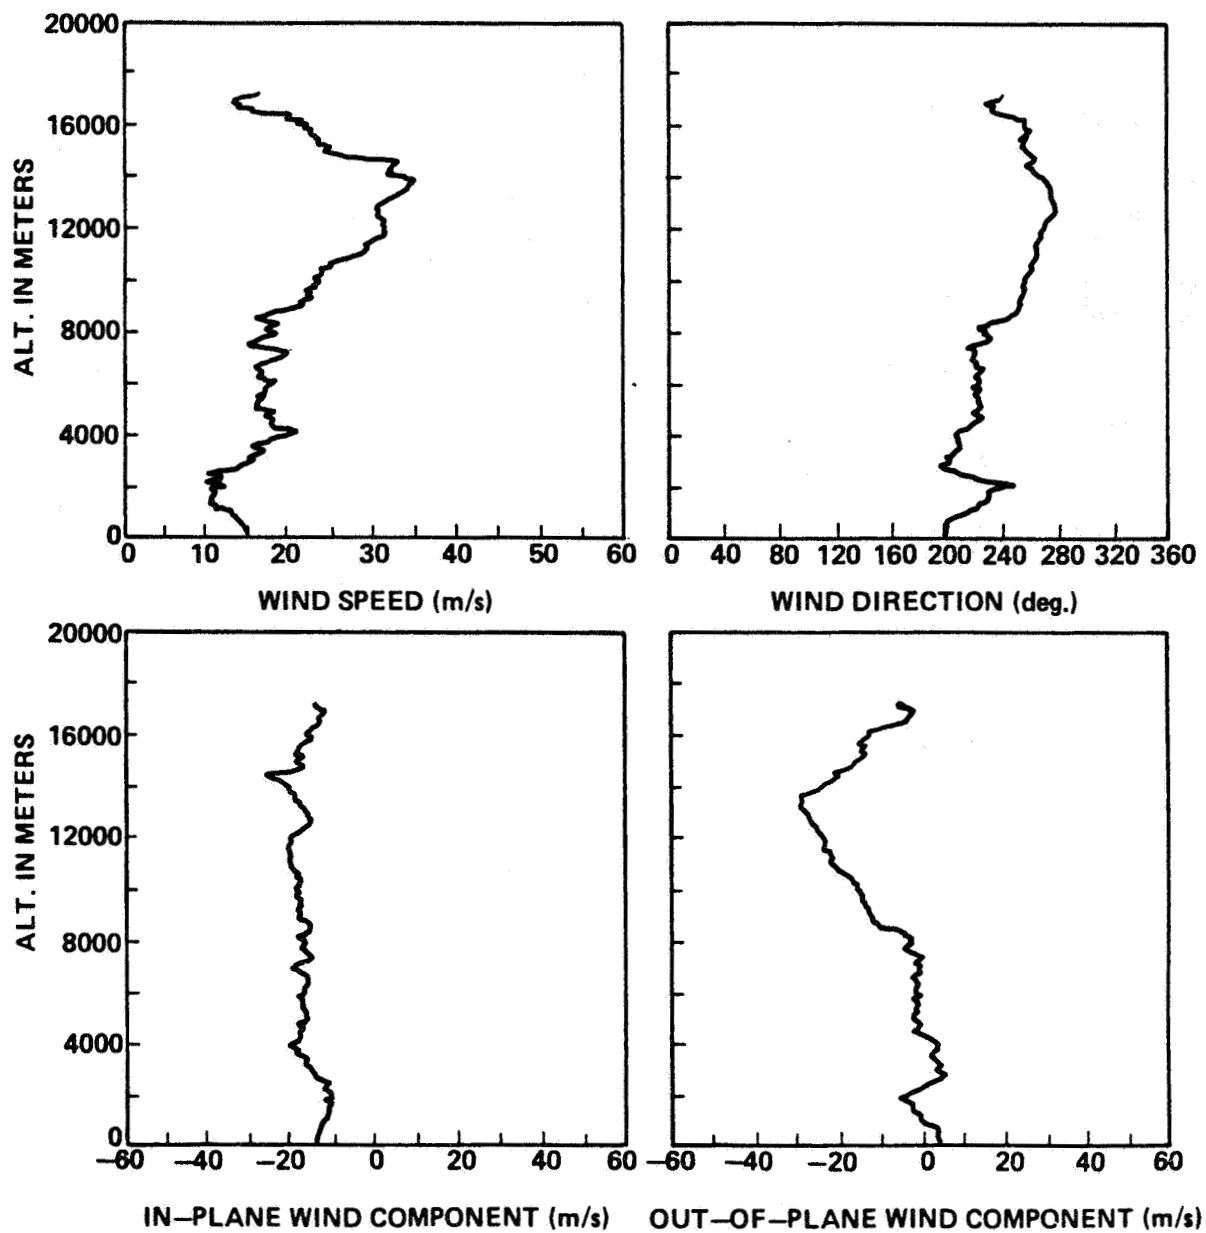 20000
16000
12000
8000
4000
0
ALT. IN METERS
0 10 20 30 40 50 60
WIND SPEED (m/s)
0 40 80 120 160 200 240 280 320 360
WIND DIRECTION (deg.)
20000
16000
12000
8000
4000
0
ALT. IN METERS
−60 −40 −20 0 20 40 60
IN−PLANE WIND COMPONENT (m/s)
−60 −40 −20 0 20 40 60
OUT−OF−PLANE WIND COMPONENT (m/s)